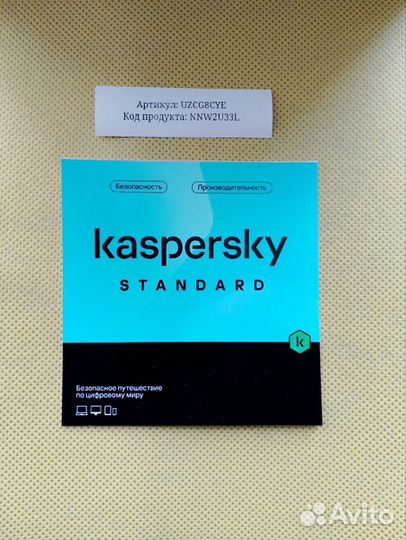 Артикул: UZCG8CYE
Код продукта: NNW2U33L
Безопасность Производительность
kaspersky
STANDARD
k
Безопасное путешествие
по цифровому миру
Avito